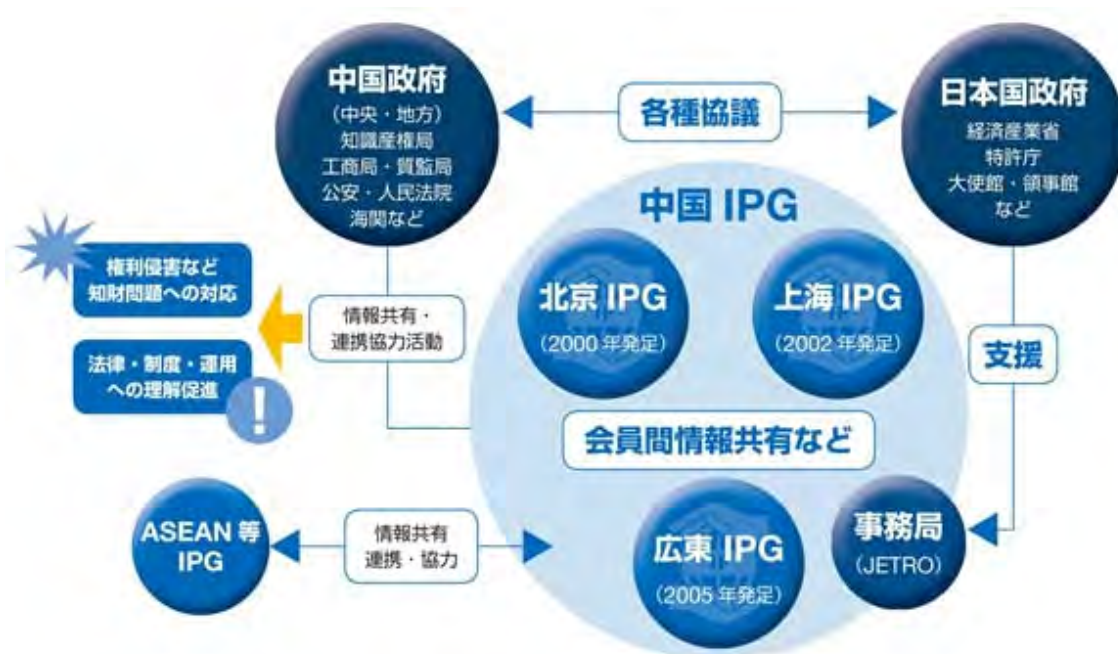 中国政府
(中央・地方)
知識産権局
工商局・質監局
公安・人民法院
海関など
各種協議
日本国政府
経済産業省
特許庁
大使館・領事館
など
中国 IPG
権利侵害など
知財問題への対応
法律・制度・運用
への理解促進
!
情報共有・
連携協力活動
北京 IPG
(2000 年発足)
上海 IPG
(2002 年発足)
支援
会員間情報共有など
ASEAN 等
IPG
情報共有
連携・協力
広東 IPG
(2005 年発足)
事務局
(JETRO)